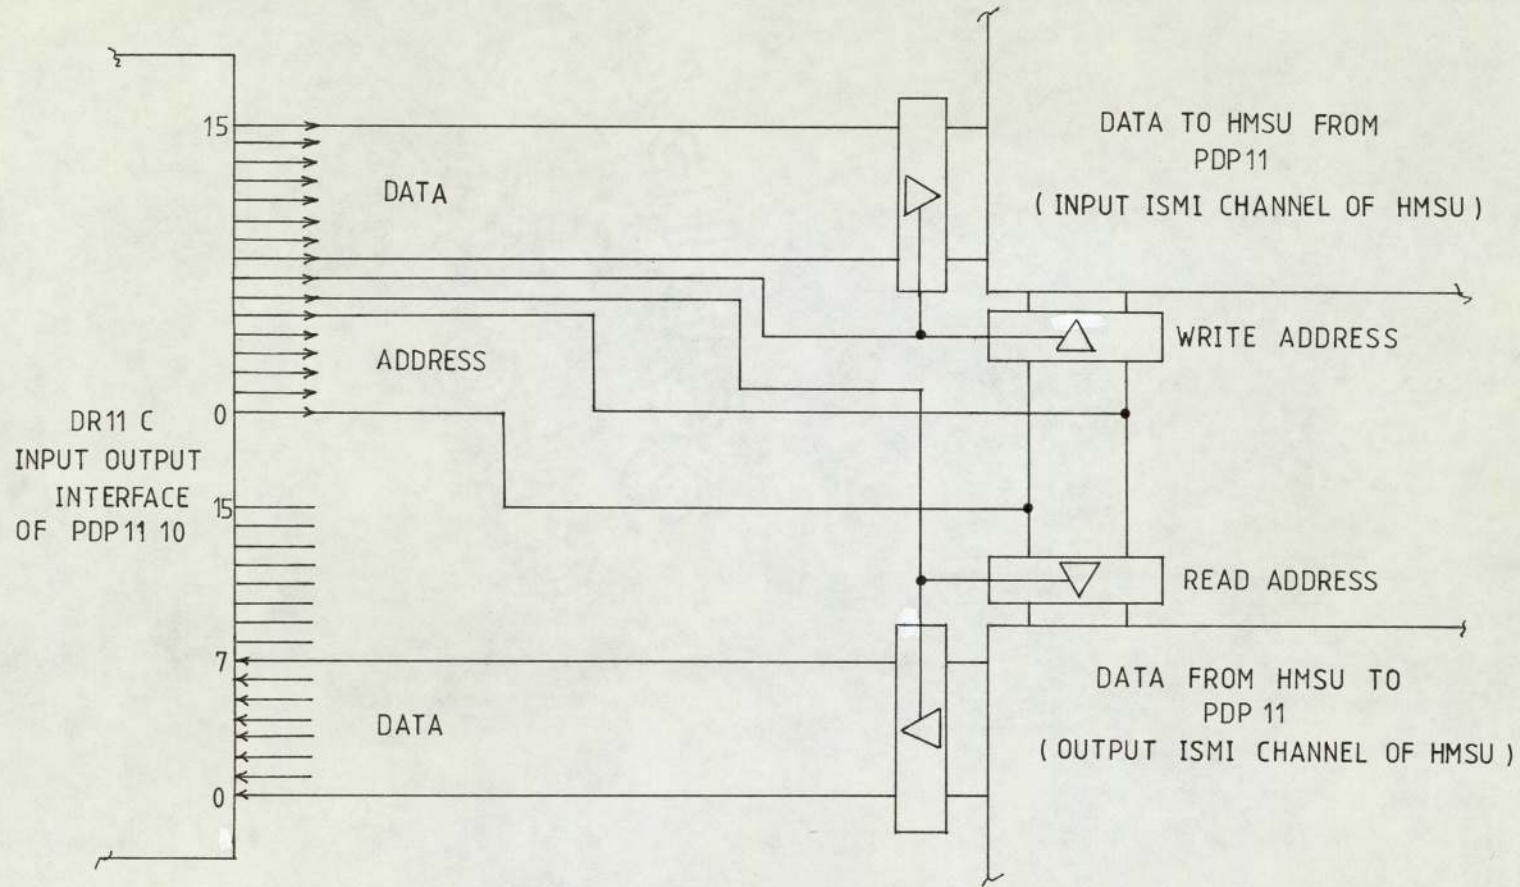 15
DATA TO HMSU FROM
PDP11
( INPUT ISMI CHANNEL OF HMSU )
DATA
WRITE ADDRESS
ADDRESS
0
DR11 C
INPUT OUTPUT
INTERFACE
OF PDP11 10
15
READ ADDRESS
7
DATA FROM HMSU TO
PDP 11
( OUTPUT ISMI CHANNEL OF HMSU )
DATA
0